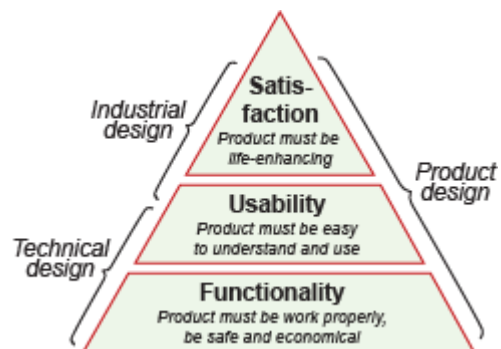 Satis-
faction
Product must be
life-enhancing
Industrial
design
Product
design
Usability
Product must be easy
to understand and use
Technical
design
Functionality
Product must be work properly,
be safe and economical